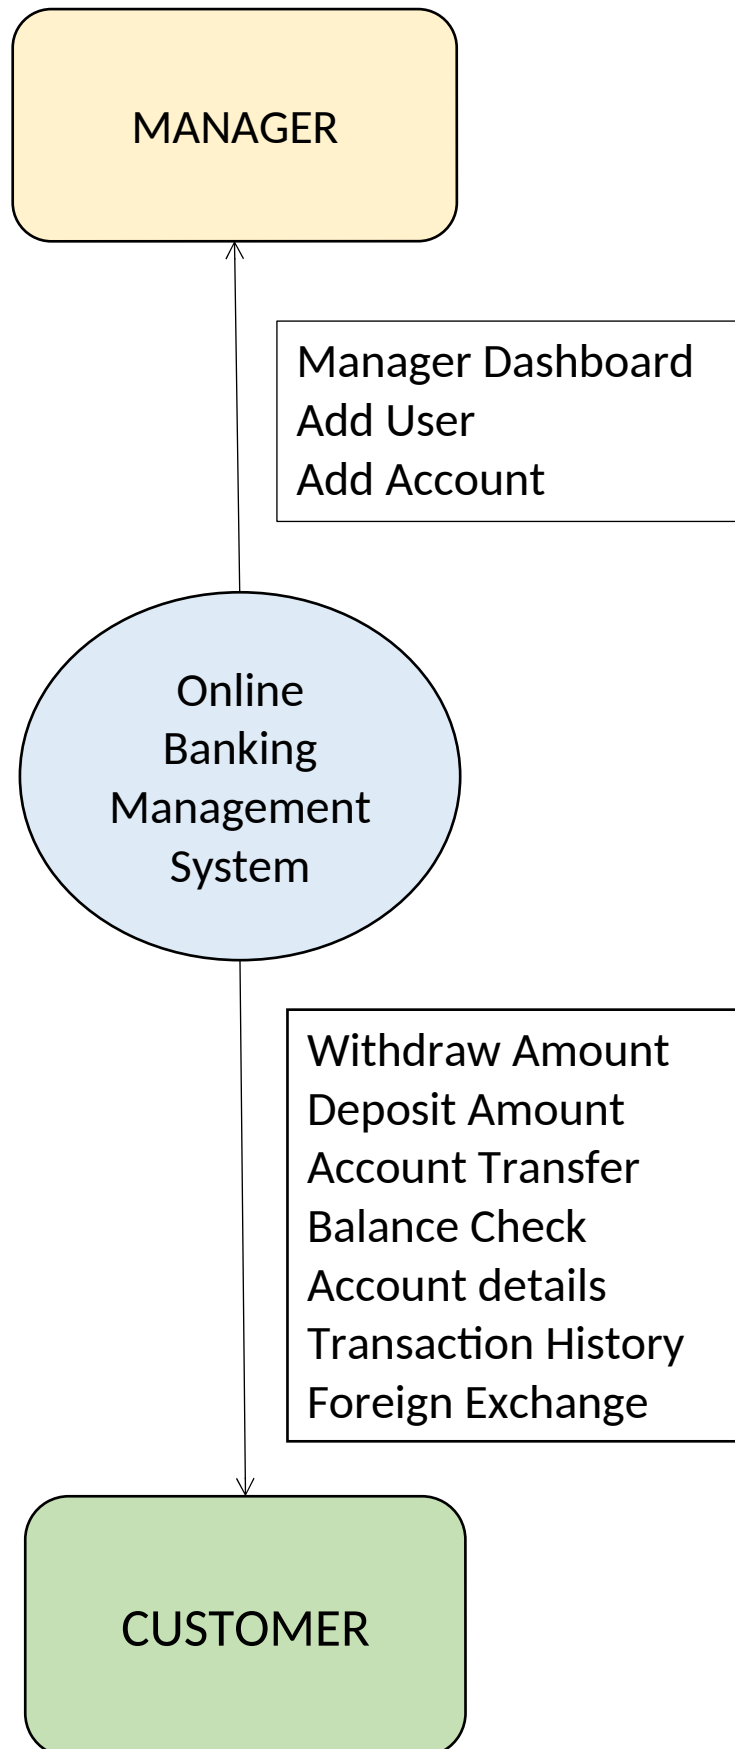 MANAGER
Manager Dashboard
Add User
Add Account
Online
Banking
Management
System
Withdraw Amount
Deposit Amount
Account Transfer
Balance Check
Account details
Transaction History
Foreign Exchange
CUSTOMER